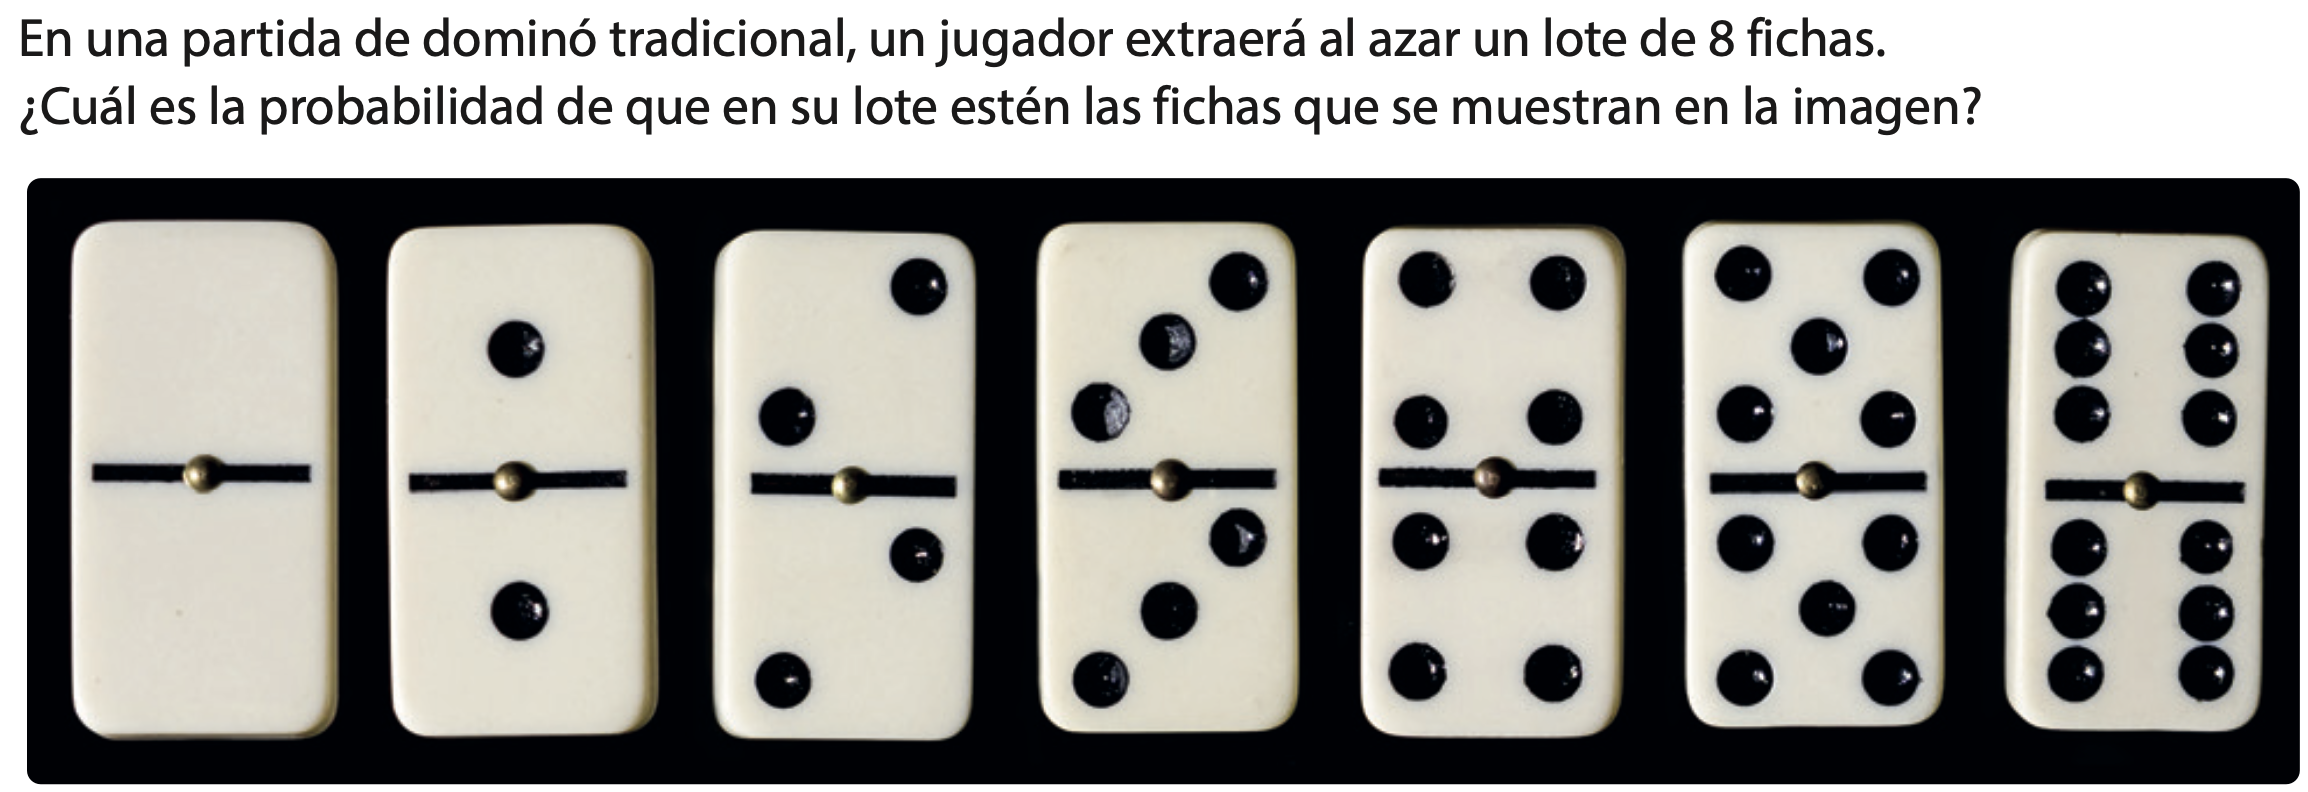 En una partida de dominó tradicional, un jugador extraerá al azar un lote de 8 fichas.
¿Cuál es la probabilidad de que en su lote estén las fichas que se muestran en la imagen?